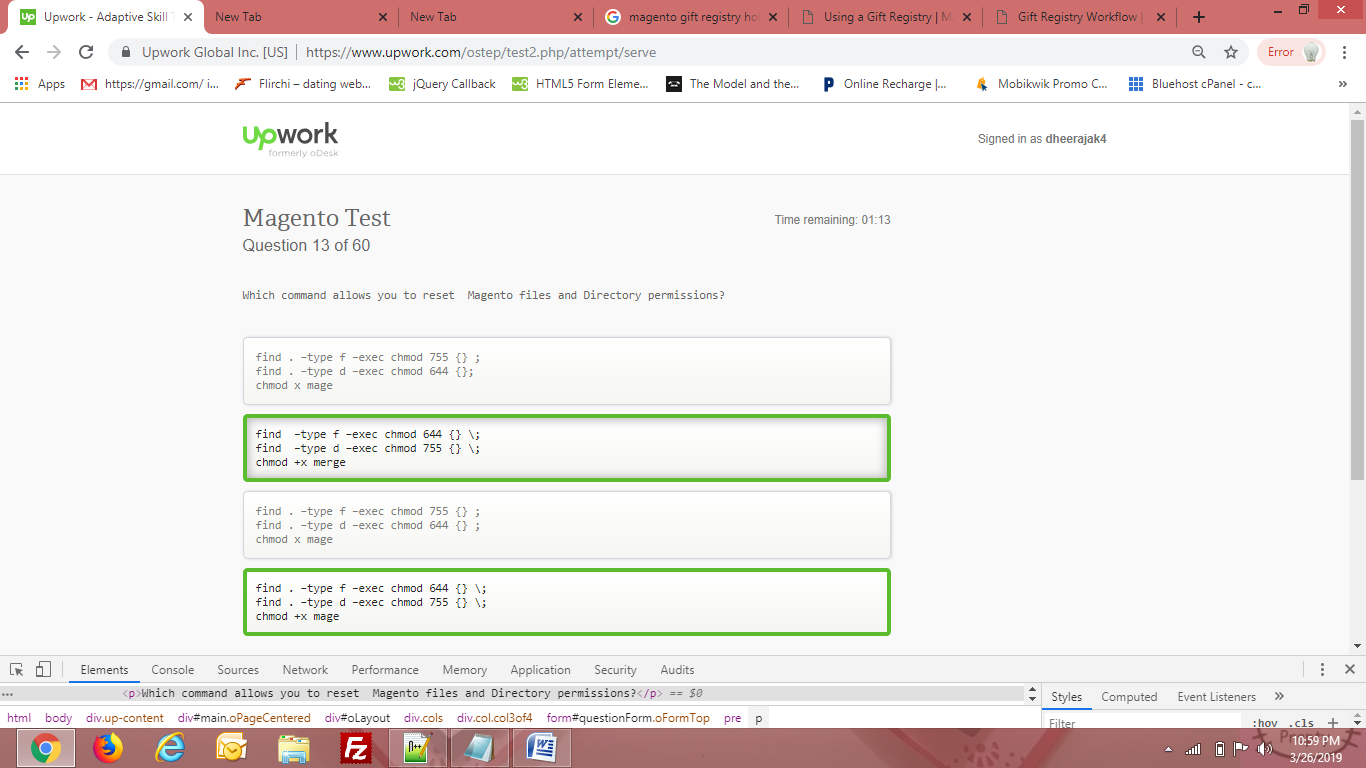 Upwork - Adaptive Skill T
New Tab
New Tab
magento gift registry ho
Using a Gift Registry | M
Gift Registry Workflow |
Upwork Global Inc. [US] | https://www.upwork.com/ostep/test2.php/attempt/serve
Error
Apps
https://gmail.com/ i...
Flirchi – dating web...
jQuery Callback
HTML5 Form Eleme...
The Model and the...
Online Recharge |...
Mobikwik Promo C...
Bluehost cPanel - c...
»
upwork
formerly oDesk
Signed in as dheerajak4
Magento Test
Time remaining: 01:13
Question 13 of 60
Which command allows you to reset  Magento files and Directory permissions?
find . -type f -exec chmod 755 {} ;
find . -type d -exec chmod 644 {};
chmod x mage
find  -type f -exec chmod 644 {} \;
find  -type d -exec chmod 755 {} \;
chmod +x merge
find . -type f -exec chmod 755 {} ;
find . -type d -exec chmod 644 {} ;
chmod x mage
find . -type f -exec chmod 644 {} \;
find . -type d -exec chmod 755 {} \;
chmod +x mage
Elements
Console
Sources
Network
Performance
Memory
Application
Security
Audits
... <p>Which command allows you to reset  Magento files and Directory permissions?</p> == $0
Styles
Computed
Event Listeners
»
html body div.up-content div#main.oPageCentered div#oLayout div.cols div.col.col3of4 form#questionForm.oFormTop pre p
Filter
:hov .cls +
10:59 PM
3/26/2019